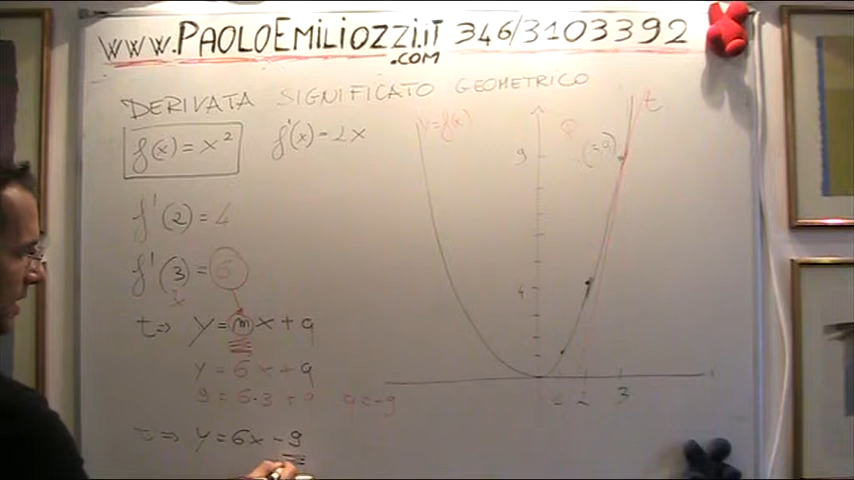 www.PAOLOEMILIOZZI.IT 346/3103392
.COM
DERIVATA SIGNIFICATO GEOMETRICO
f(x) = x² f'(x) = 2x
f'(2) = 4
f'(3) = 6
x
t => y = mx + q
y = 6x + q
9 = 6·3 + q q = -9
t => y = 6x - 9
y = f(x)
P
(3,9)
t
9
4
2 3